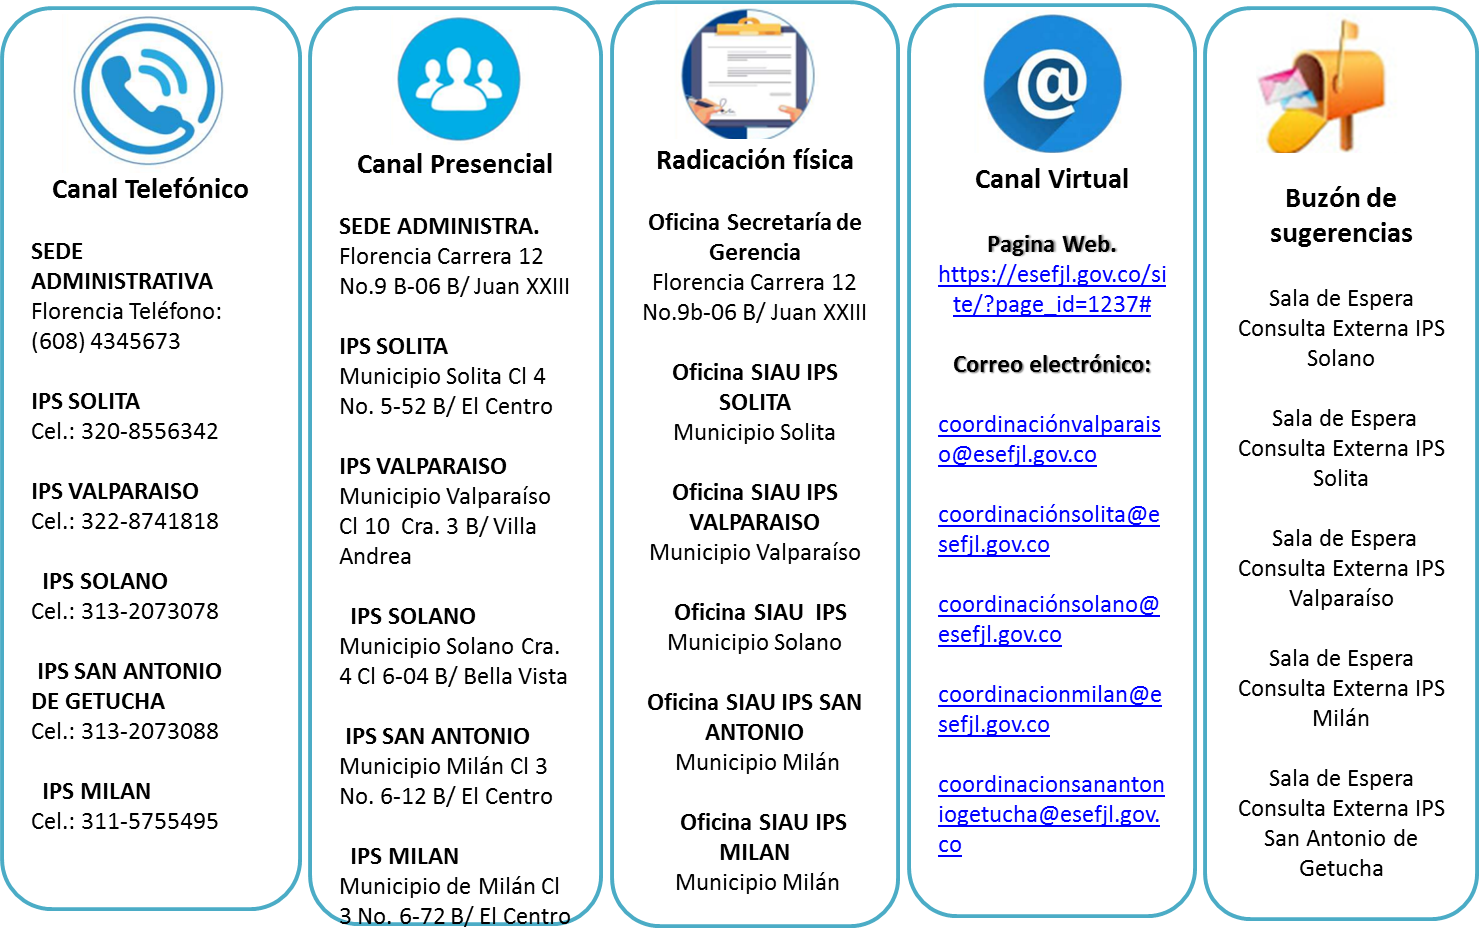 Canal Telefónico
SEDE
ADMINISTRATIVA
Florencia Teléfono:
(608) 4345673
IPS SOLITA
Cel.: 320-8556342
IPS VALPARAISO
Cel.: 322-8741818
IPS SOLANO
Cel.: 313-2073078
IPS SAN ANTONIO
DE GETUCHA
Cel.: 313-2073088
IPS MILAN
Cel.: 311-5755495
Canal Presencial
SEDE ADMINISTRA.
Florencia Carrera 12
No.9 B-06 B/ Juan XXIII
IPS SOLITA
Municipio Solita Cl 4
No. 5-52 B/ El Centro
IPS VALPARAISO
Municipio Valparaíso
Cl 10  Cra. 3 B/ Villa
Andrea
IPS SOLANO
Municipio Solano Cra.
4 Cl 6-04 B/ Bella Vista
IPS SAN ANTONIO
Municipio Milán Cl 3
No. 6-12 B/ El Centro
IPS MILAN
Municipio de Milán Cl
3 No. 6-72 B/ El Centro
Radicación física
Oficina Secretaría de
Gerencia
Florencia Carrera 12
No.9b-06 B/ Juan XXIII
Oficina SIAU IPS
SOLITA
Municipio Solita
Oficina SIAU IPS
VALPARAISO
Municipio Valparaíso
Oficina SIAU  IPS
Municipio Solano
Oficina SIAU IPS SAN
ANTONIO
Municipio Milán
Oficina SIAU IPS
MILAN
Municipio Milán
@
Canal Virtual
Pagina Web.
https://esefjl.gov.co/si
te/?page_id=1237#
Correo electrónico:
coordinaciónvalparais
o@esefjl.gov.co
coordinaciónsolita@e
sefjl.gov.co
coordinaciónsolano@
esefjl.gov.co
coordinacionmilan@e
sefjl.gov.co
coordinacionsananton
iogetucha@esefjl.gov.
co
Buzón de
sugerencias
Sala de Espera
Consulta Externa IPS
Solano
Sala de Espera
Consulta Externa IPS
Solita
Sala de Espera
Consulta Externa IPS
Valparaíso
Sala de Espera
Consulta Externa IPS
Milán
Sala de Espera
Consulta Externa IPS
San Antonio de
Getucha